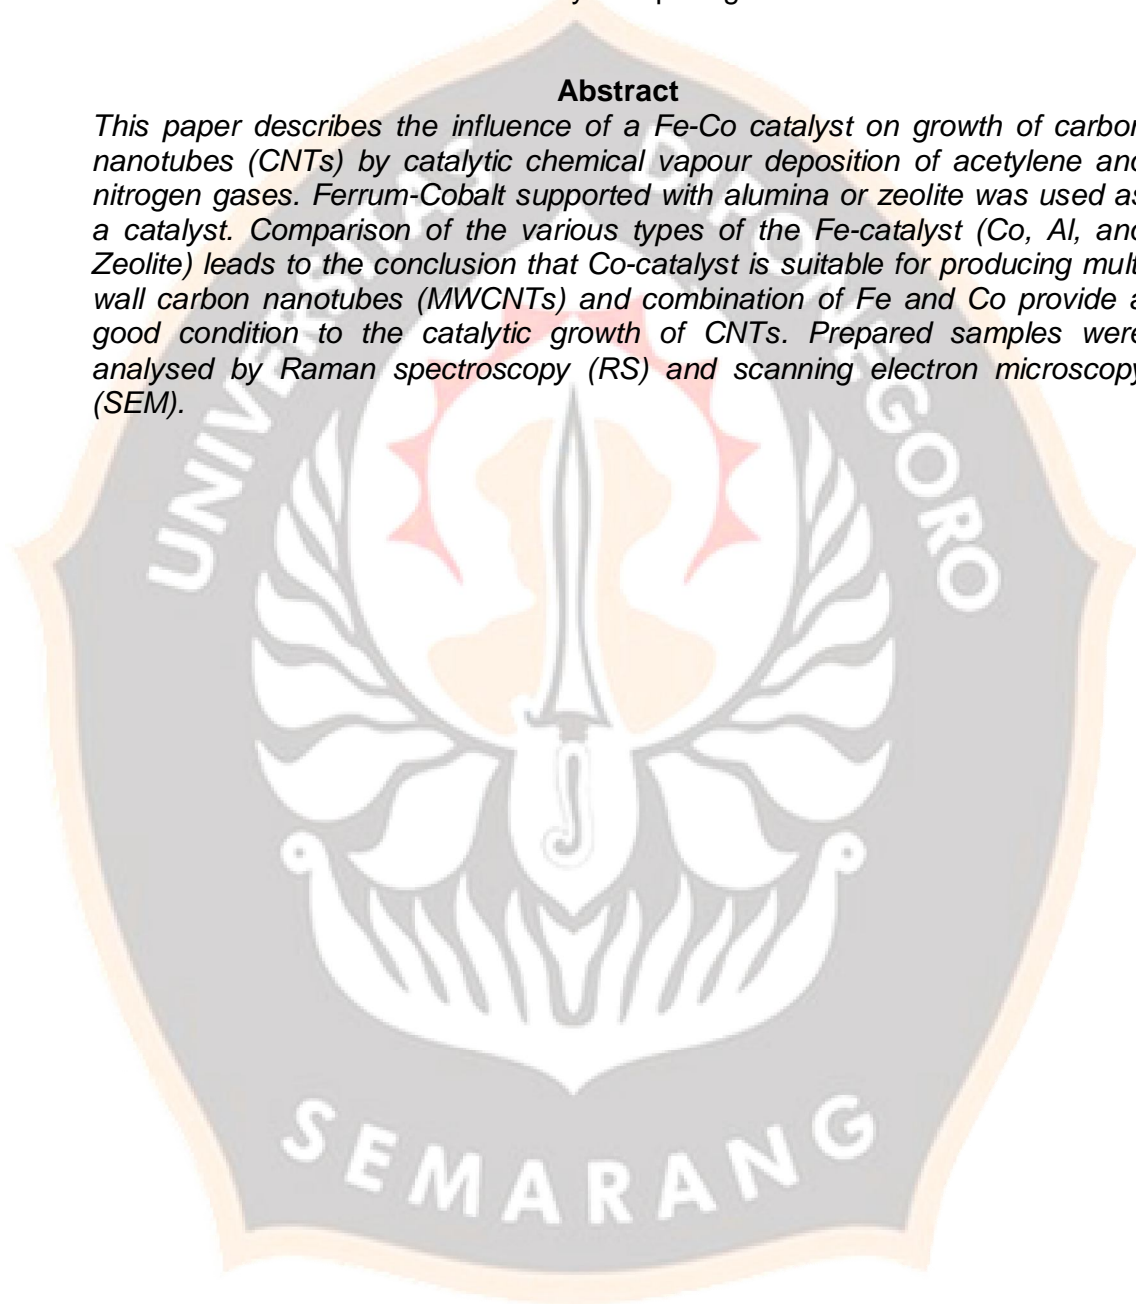 Abstract
This paper describes the influence of a Fe-Co catalyst on growth of carbon
nanotubes (CNTs) by catalytic chemical vapour deposition of acetylene and
nitrogen gases. Ferrum-Cobalt supported with alumina or zeolite was used as
a catalyst. Comparison of the various types of the Fe-catalyst (Co, Al, and
Zeolite) leads to the conclusion that Co-catalyst is suitable for producing mult
wall carbon nanotubes (MWCNTs) and combination of Fe and Co provide a
good condition to the catalytic growth of CNTs. Prepared samples were
analysed by Raman spectroscopy (RS) and scanning electron microscopy
(SEM).
UNIVERSITAS DIPONEGORO
SEMARANG